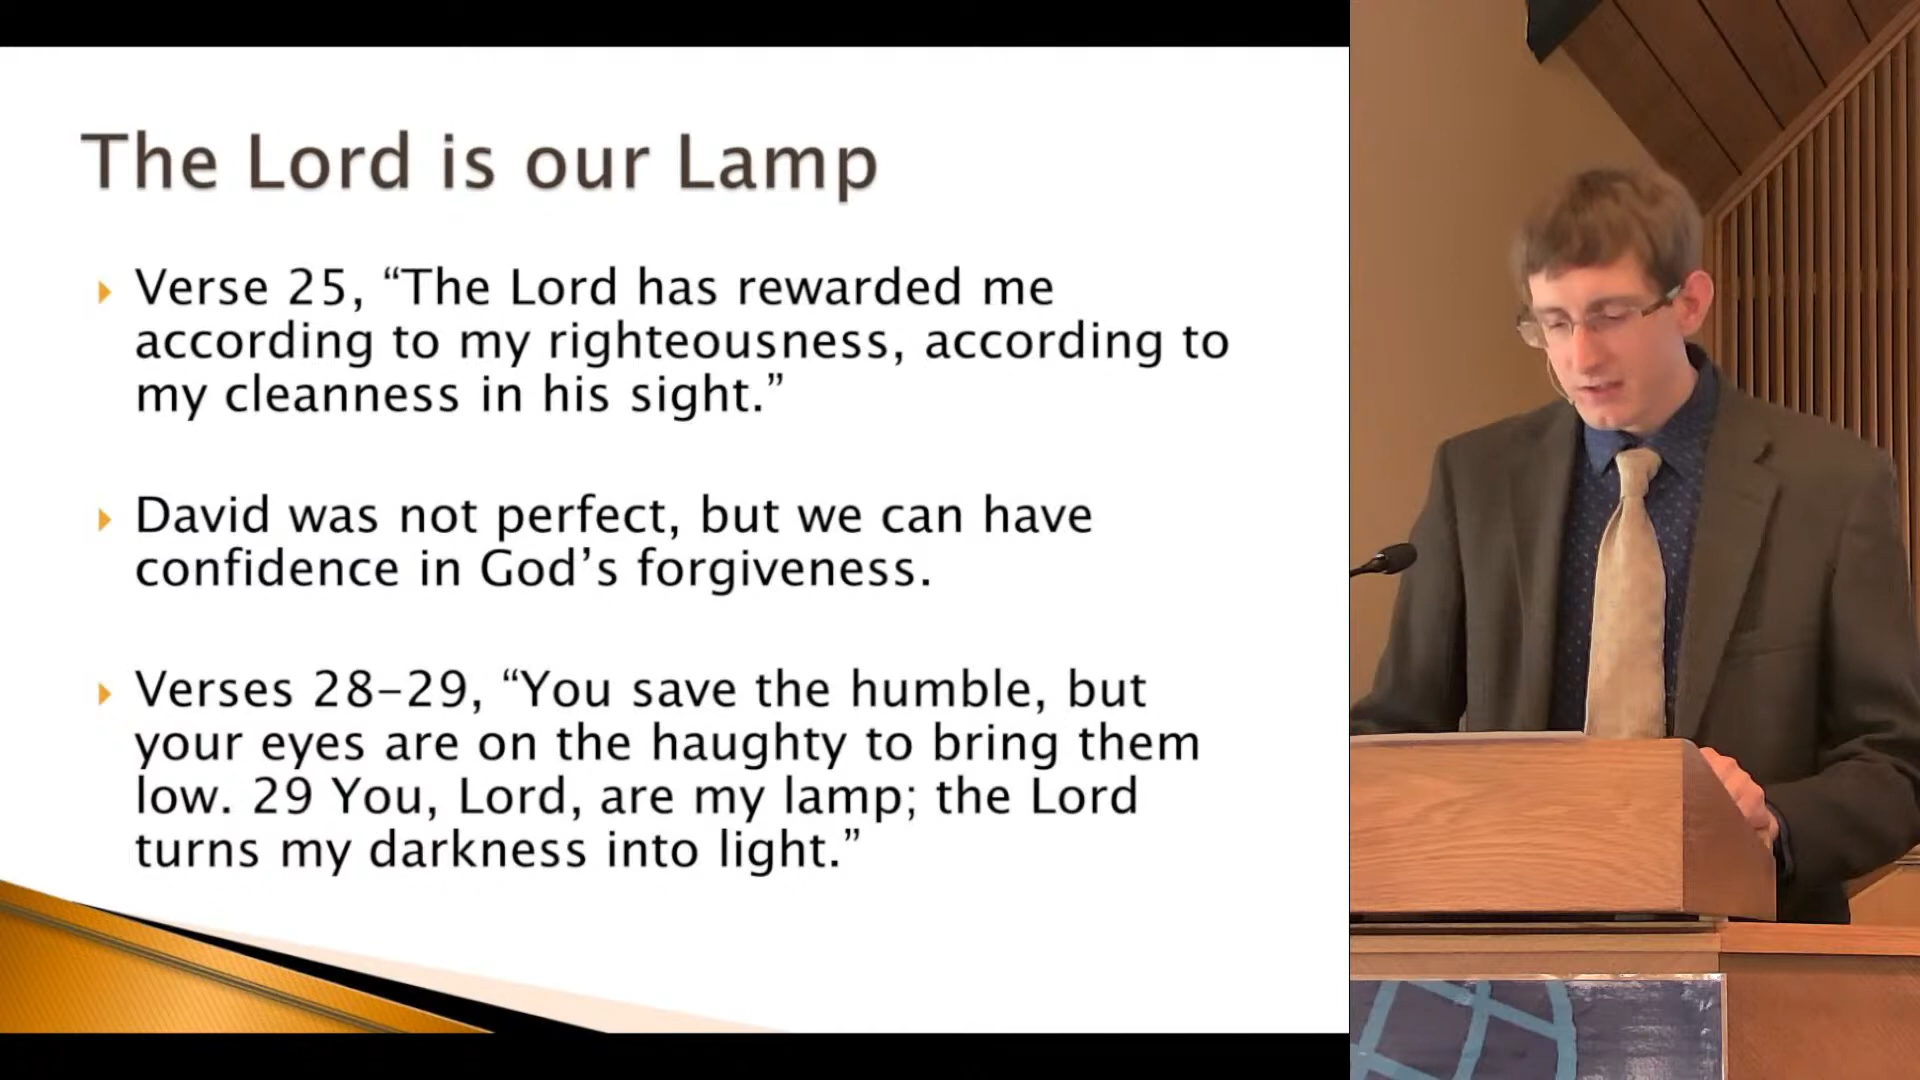 The Lord is our Lamp
Verse 25, “The Lord has rewarded me
according to my righteousness, according to
my cleanness in his sight.”
David was not perfect, but we can have
confidence in God’s forgiveness.
Verses 28–29, “You save the humble, but
your eyes are on the haughty to bring them
low. 29 You, Lord, are my lamp; the Lord
turns my darkness into light.”